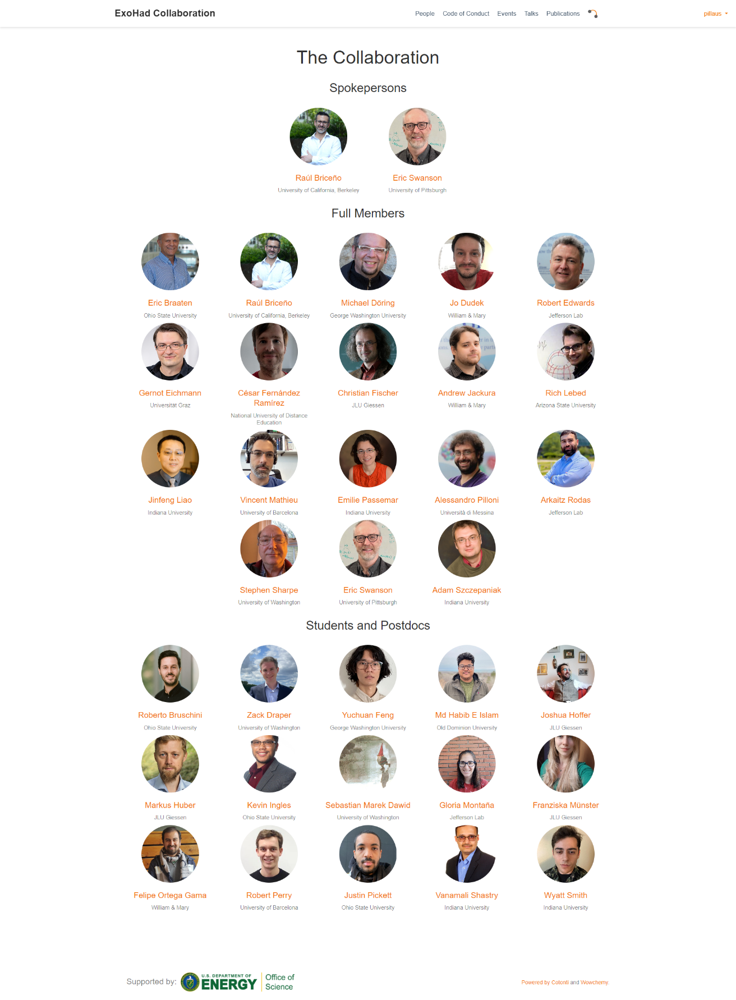 ExoHad Collaboration
People Code of Conduct Events Talks Publications
pillaus
The Collaboration
Spokepersons
Raúl Briceño Eric Swanson
University of California, Berkeley University of Pittsburgh
Full Members
Eric Braaten Raúl Briceño Michael Döring Jo Dudek Robert Edwards
Ohio State University University of California, Berkeley George Washington University William & Mary Jefferson Lab
Gernot Eichmann César Fernández Christian Fischer Andrew Jackura Rich Lebed
Ramírez
Universität Graz JLU Giessen William & Mary Arizona State University
National University of Distance
Education
Jinfeng Liao Vincent Mathieu Emilie Passemar Alessandro Pilloni Arkaitz Rodas
Indiana University University of Barcelona Indiana University Università di Messina Jefferson Lab
Stephen Sharpe Eric Swanson Adam Szczepaniak
University of Washington University of Pittsburgh Indiana University
Students and Postdocs
Roberto Bruschini Zack Draper Yuchuan Feng Md Habib E Islam Joshua Hoffer
Ohio State University University of Washington George Washington University Old Dominion University JLU Giessen
Markus Huber Kevin Ingles Sebastian Marek Dawid Gloria Montaña Franziska Münster
JLU Giessen Ohio State University University of Washington Jefferson Lab JLU Giessen
Felipe Ortega Gama Robert Perry Justin Pickett Vanamali Shastry Wyatt Smith
William & Mary University of Barcelona Ohio State University Indiana University Indiana University
Supported by: U.S. DEPARTMENT OF ENERGY Office of Science
Powered by Cotonti and Wowchemy.